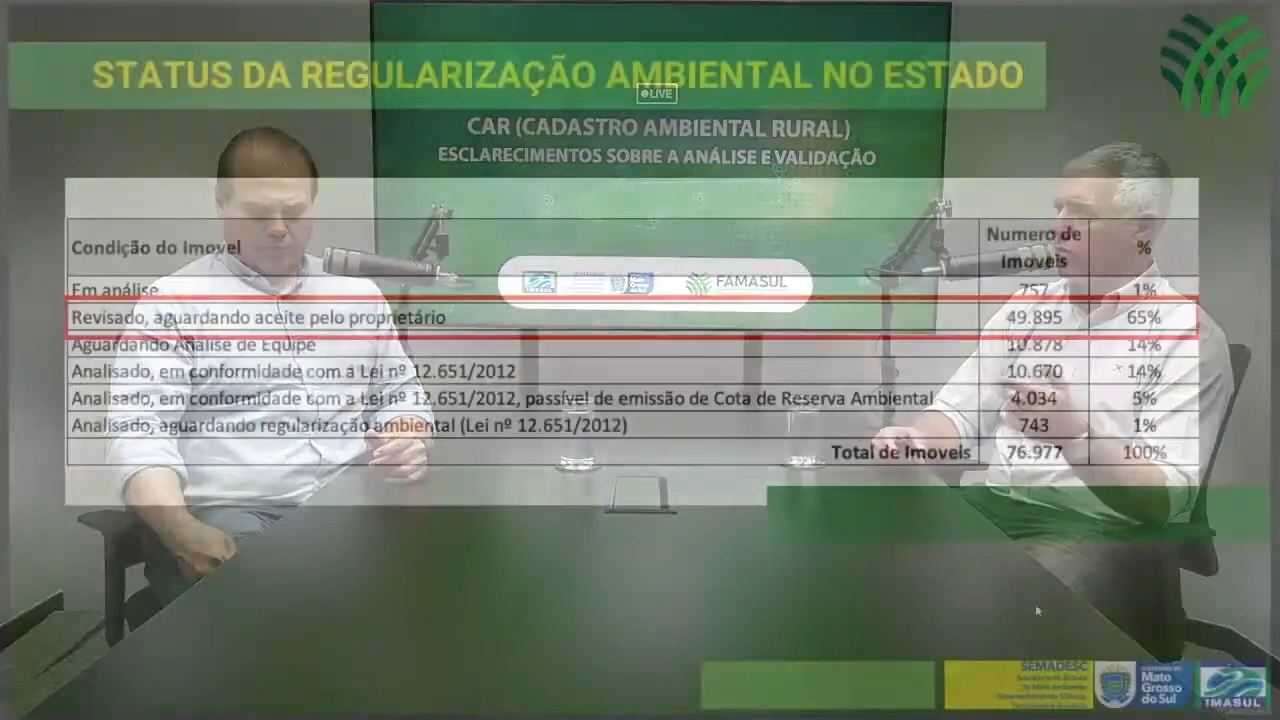 STATUS DA REGULARIZAÇÃO AMBIENTAL NO ESTADO
LIVE
CAR (CADASTRO AMBIENTAL RURAL)
ESCLARECIMENTOS SOBRE A ANÁLISE E VALIDAÇÃO
Condição do Imovel Numero de Imoveis %
FAMASUL
Em análise 757 1%
Revisado, aguardando aceite pelo proprietário 49.895 65%
Aguardando Análise de Equipe 10.878 14%
Analisado, em conformidade com a Lei nº 12.651/2012 10.670 14%
Analisado, em conformidade com a Lei nº 12.651/2012, passível de emissão de Cota de Reserva Ambiental 4.034 5%
Analisado, aguardando regularização ambiental (Lei nº 12.651/2012) 743 1%
Total de Imoveis 76.977 100%
SEMADESC
Mato
Grosso
do Sul
IMASUL